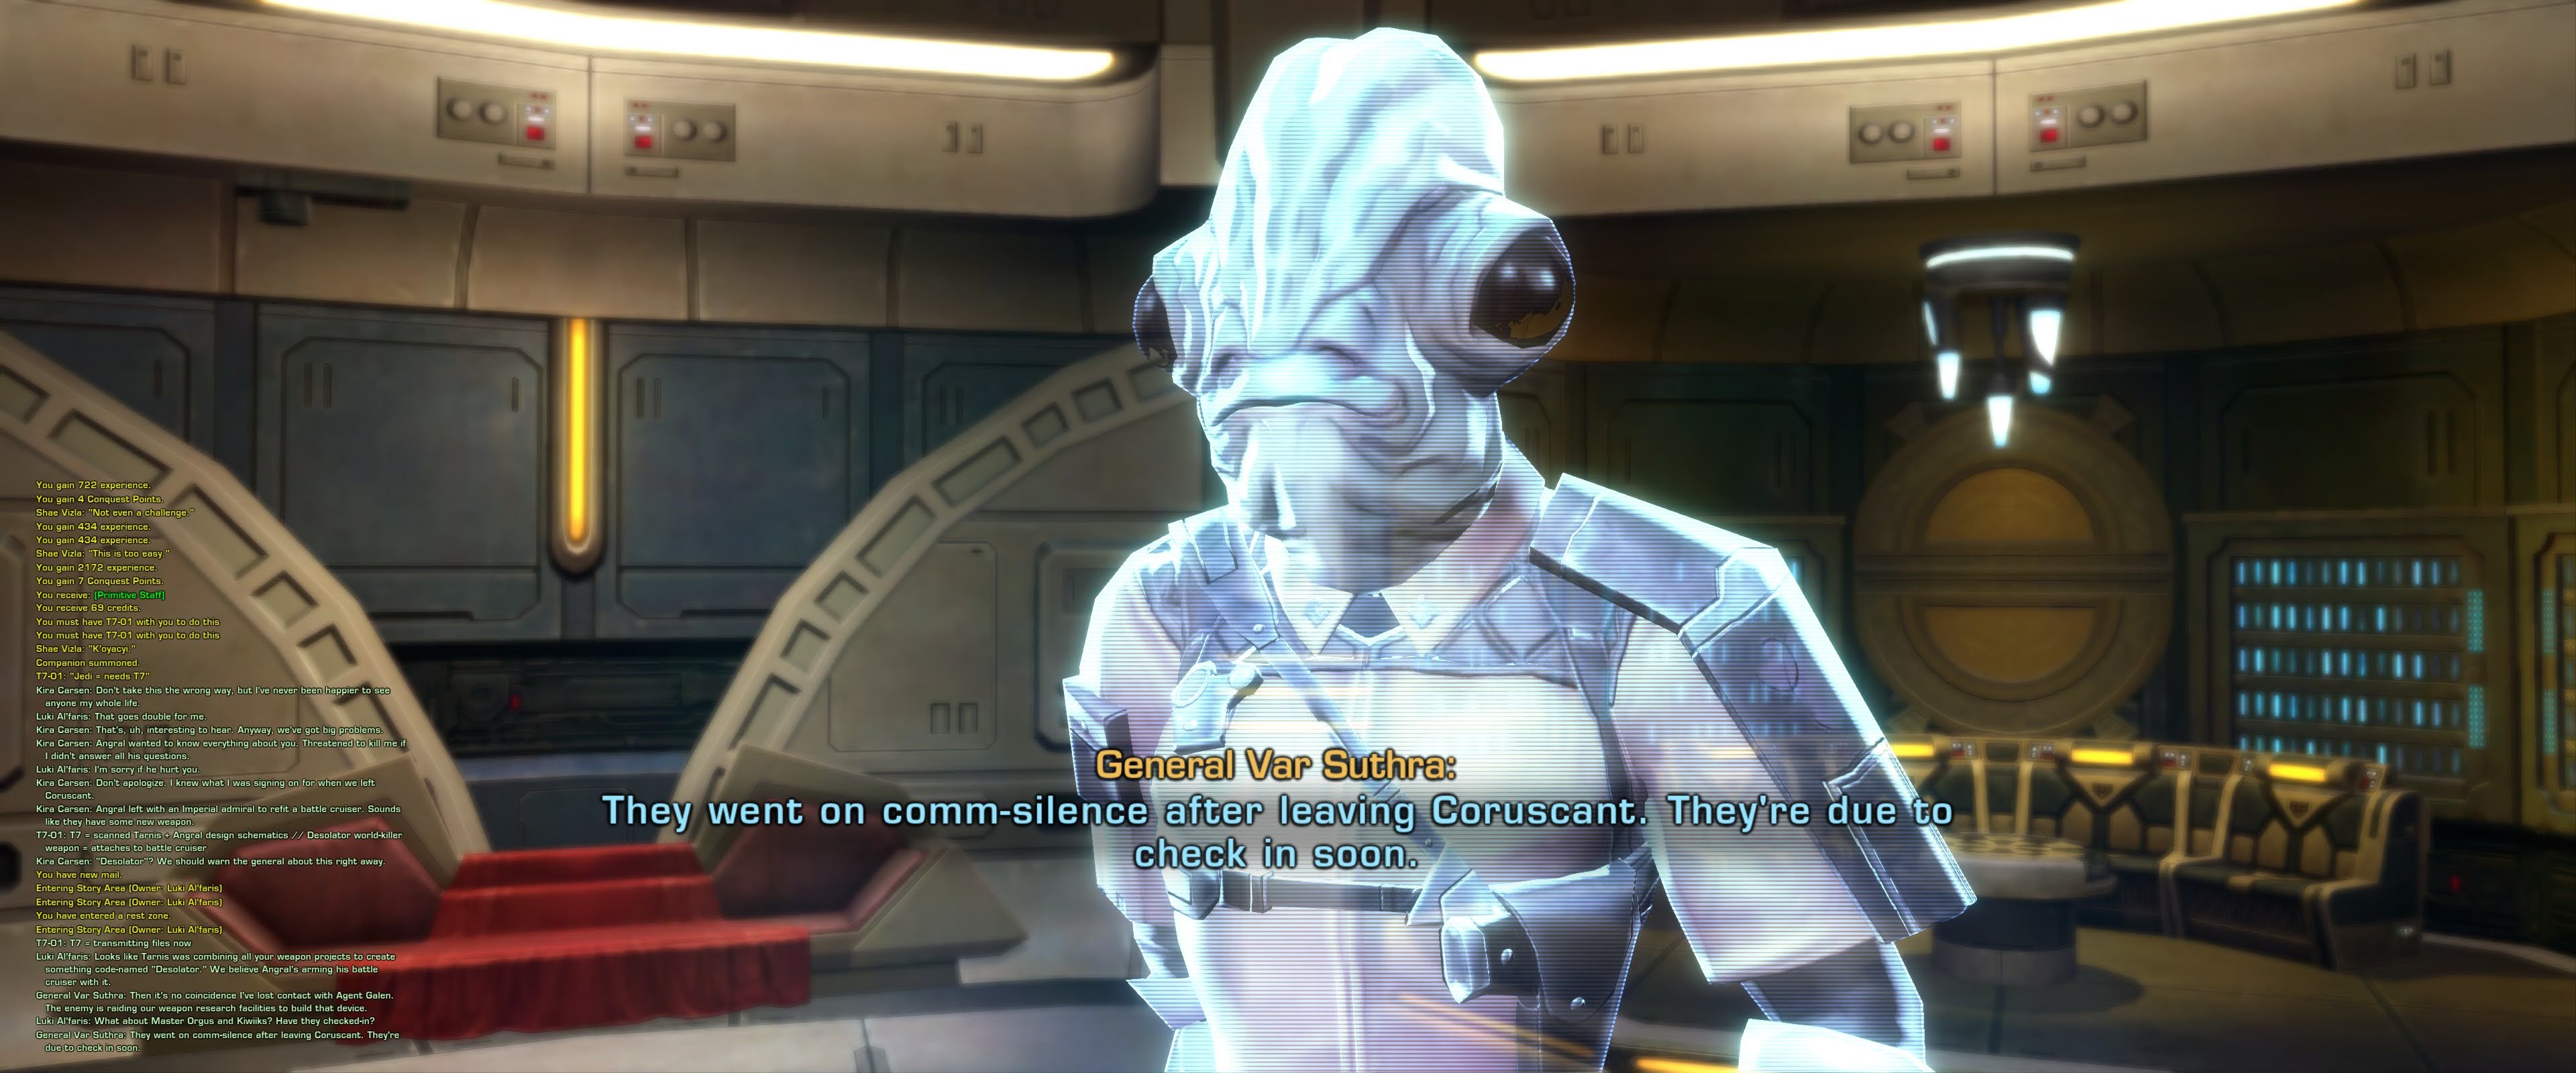 You gain 722 experience.
You gain 4 Conquest Points.
Shae Vizla: "Not even a challenge."
You gain 434 experience.
You gain 434 experience.
Shae Vizla: "This is too easy."
You gain 2172 experience.
You gain 7 Conquest Points.
You receive: [Primitive Staff]
You receive 69 credits.
You must have T7-01 with you to do this
You must have T7-01 with you to do this
Shae Vizla: "K'oyacyi."
Companion summoned.
T7-01: "Jedi = needs T7"
Kira Carsen: Don't take this the wrong way, but I've never been happier to see
anyone my whole life.
Luki Al'faris: That goes double for me.
Kira Carsen: That's, uh, interesting to hear. Anyway, we've got big problems.
Kira Carsen: Angral wanted to know everything about you. Threatened to kill me if
I didn't answer all his questions.
Luki Al'faris: I'm sorry if he hurt you.
Kira Carsen: Don't apologize. I knew what I was signing on for when we left
Coruscant.
Kira Carsen: Angral left with an Imperial admiral to refit a battle cruiser. Sounds
like they have some new weapon.
T7-01: T7 = scanned Tarnis + Angral design schematics // Desolator world-killer
weapon = attaches to battle cruiser
Kira Carsen: "Desolator"? We should warn the general about this right away.
You have new mail.
Entering Story Area (Owner: Luki Al'faris)
Entering Story Area (Owner: Luki Al'faris)
You have entered a rest zone.
Entering Story Area (Owner: Luki Al'faris)
T7-01: T7 = transmitting files now
Luki Al'faris: Looks like Tarnis was combining all your weapon projects to create
something code-named "Desolator." We believe Angral's arming his battle
cruiser with it.
General Var Suthra: Then it's no coincidence I've lost contact with Agent Galen.
The enemy is raiding our weapon research facilities to build that device.
Luki Al'faris: What about Master Orgus and Kiwiiks? Have they checked-in?
General Var Suthra: They went on comm-silence after leaving Coruscant. They're
due to check in soon.
General Var Suthra:
They went on comm-silence after leaving Coruscant. They're due to
check in soon.